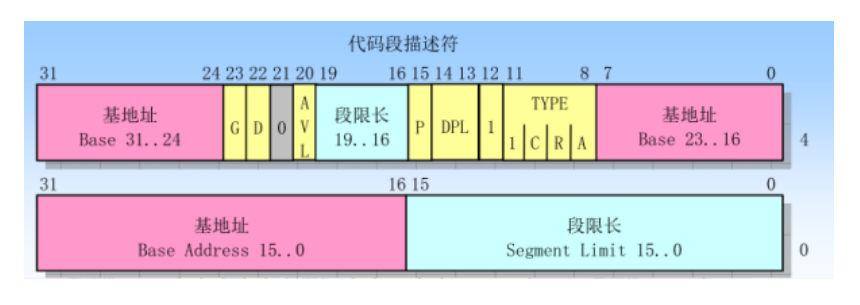 代码段描述符
31 24 23 22 21 20 19 16 15 14 13 12 11 8 7 0
基地址
Base 31..24
G
D
0
A
V
L
段限长
19..16
P
DPL
1
TYPE
1 C R A
基地址
Base 23..16
4
31 16 15 0
基地址
Base Address 15..0
段限长
Segment Limit 15..0
0